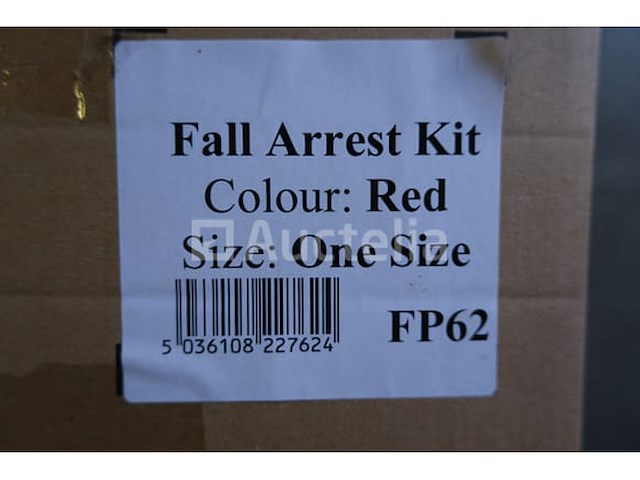 Fall Arrest Kit
Colour: Red
Auctelia
Size: One Size
FP62
5 036108 227624